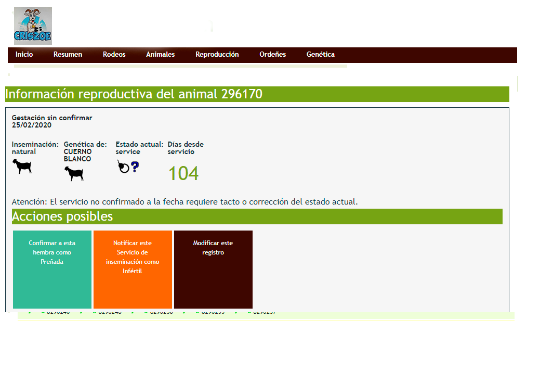 CRISZOE
Inicio Resumen Rodeos Animales Reproducción Ordeñes Genética
Información reproductiva del animal 296170
Gestación sin confirmar
25/02/2020
Inseminación: Genética de: Estado actual: Días desde
natural CUERNO service servicio
BLANCO
?
104
Atención: El servicio no confirmado a la fecha requiere tacto o corrección del estado actual.
Acciones posibles
Confirmar a esta Notificar este Modificar este
hembra como Servicio de registro
Preñada inseminación como
Infértil